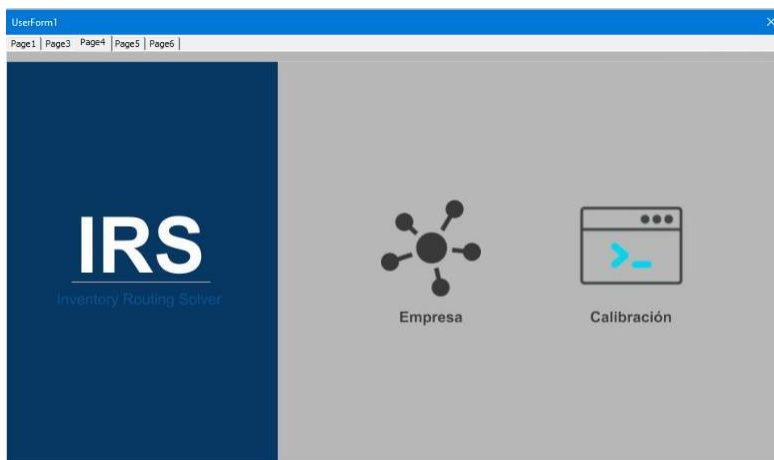 UserForm1
Page1 Page3 Page4 Page5 Page6
IRS
Inventory Routing Solver
Empresa
Calibración